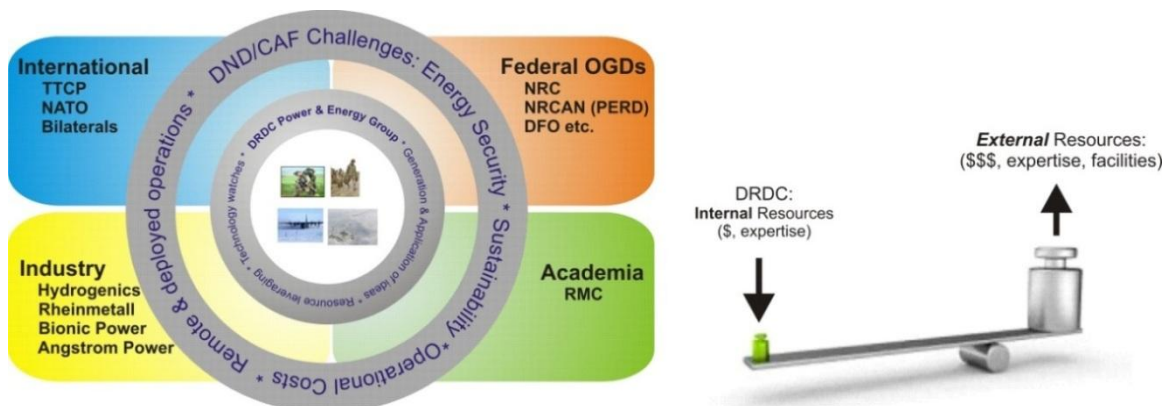 International
TTCP
NATO
Bilaterals
Federal OGDs
NRC
NRCAN (PERD)
DFO etc.
DND/CAF Challenges: Energy Security * Sustainability * Operational Costs * Remote & deployed operations *
DRDC Power & Energy Group * Generation & Application of ideas * Resource leveraging * Technology watches *
Industry
Hydrogenics
Rheinmetall
Bionic Power
Angstrom Power
Academia
RMC
DRDC:
Internal Resources
($, expertise)
External Resources:
($$$, expertise, facilities)